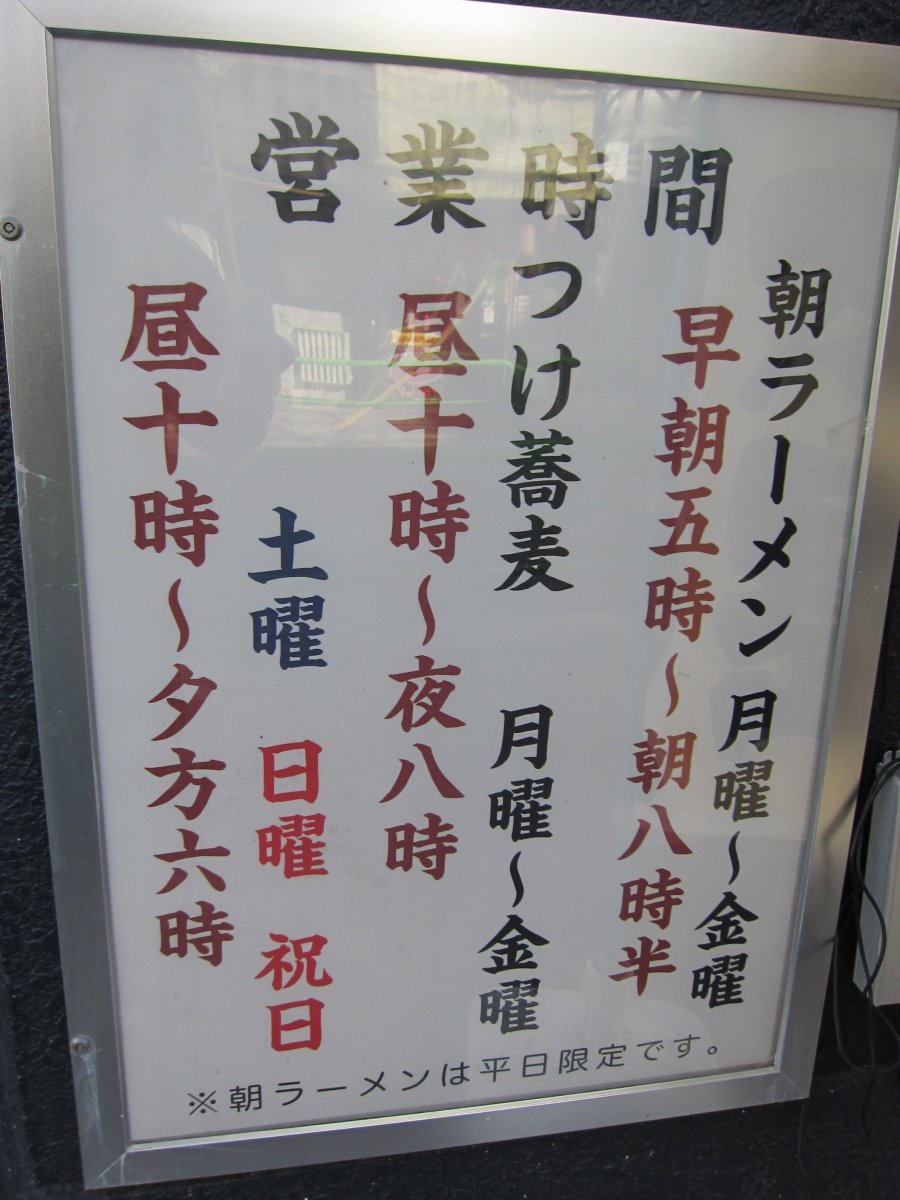 営業時間
朝ラーメン 月曜〜金曜
早朝五時〜朝八時半
つけ蕎麦 月曜〜金曜
昼十時〜夜八時
土曜 日曜 祝日
昼十時〜夕方六時
※朝ラーメンは平日限定です。